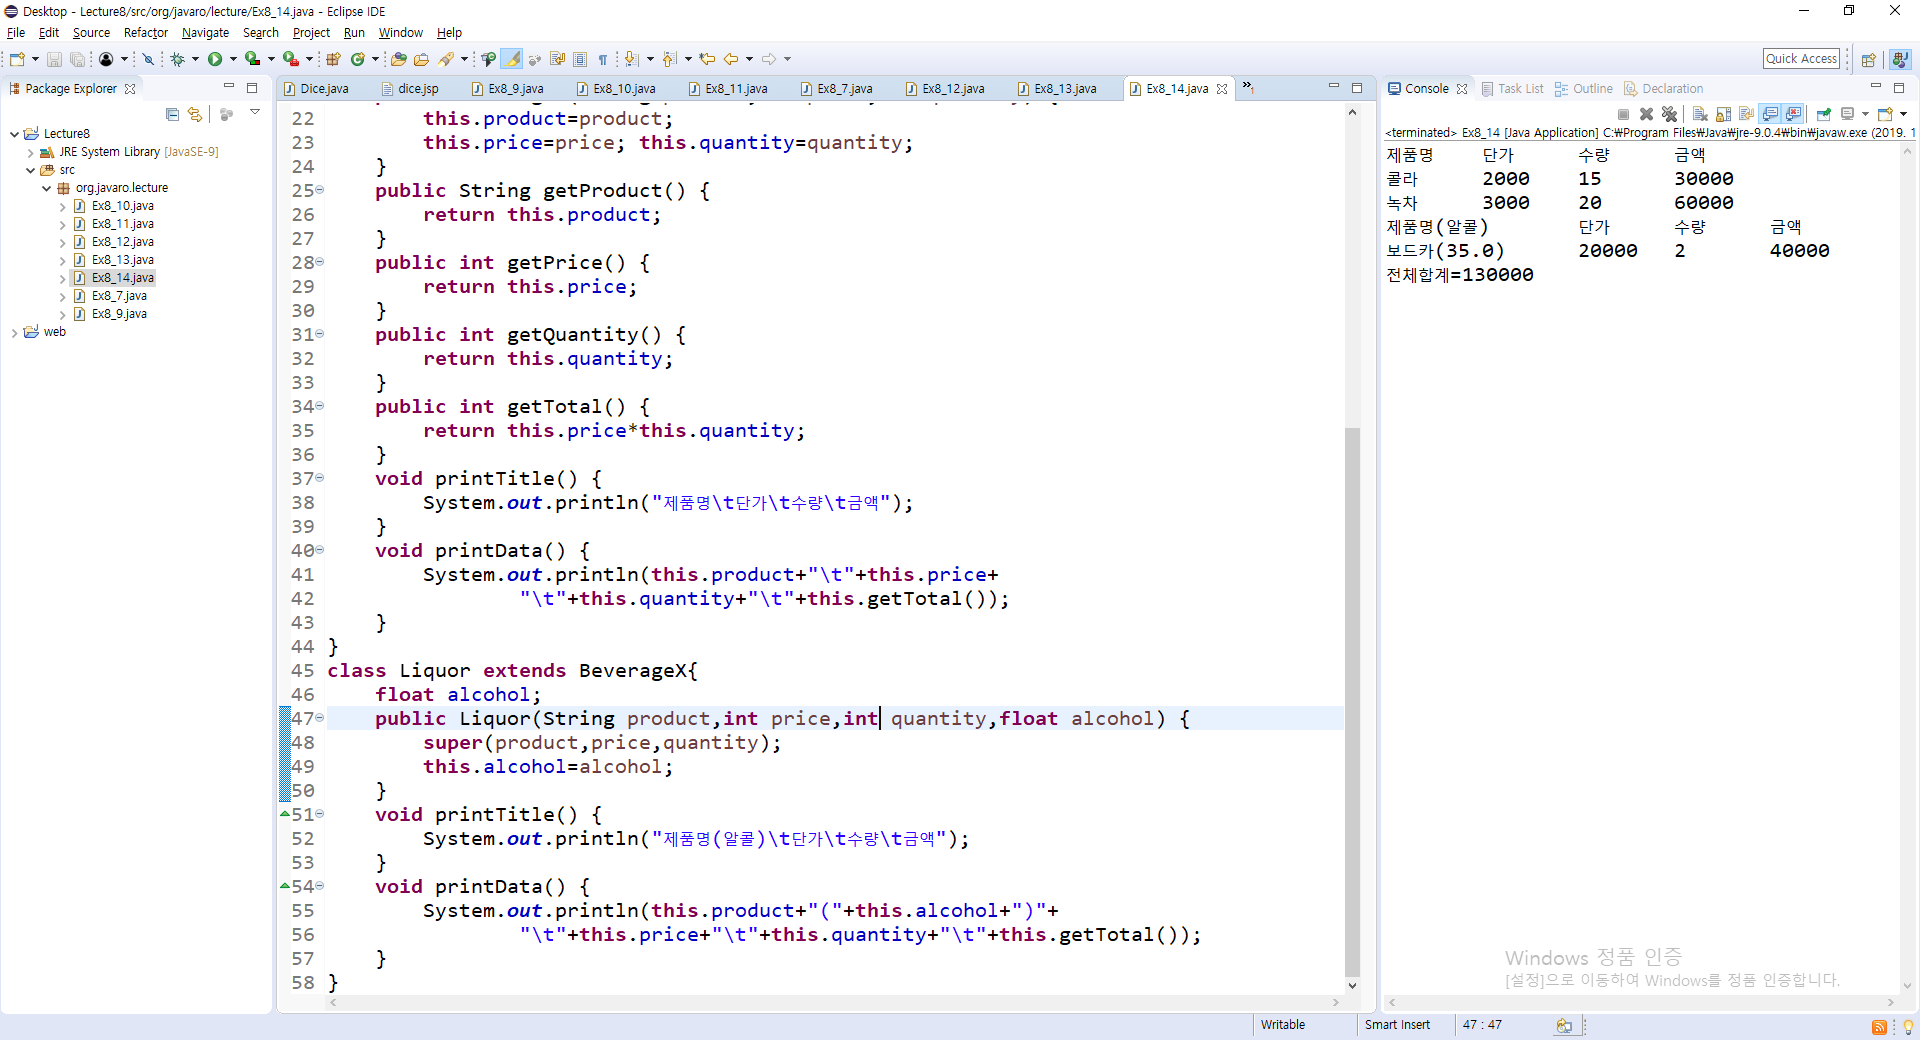 Desktop - Lecture8/src/org/javaro/lecture/Ex8_14.java - Eclipse IDE
File Edit Source Refactor Navigate Search Project Run Window Help
Quick Access
Package Explorer
Lecture8
JRE System Library [JavaSE-9]
src
org.javaro.lecture
Ex8_10.java
Ex8_11.java
Ex8_12.java
Ex8_13.java
Ex8_14.java
Ex8_7.java
Ex8_9.java
web
Dice.java dice.jsp Ex8_9.java Ex8_10.java Ex8_11.java Ex8_7.java Ex8_12.java Ex8_13.java Ex8_14.java
22 this.product=product;
23 this.price=price; this.quantity=quantity;
24 }
25 public String getProduct() {
26 return this.product;
27 }
28 public int getPrice() {
29 return this.price;
30 }
31 public int getQuantity() {
32 return this.quantity;
33 }
34 public int getTotal() {
35 return this.price*this.quantity;
36 }
37 void printTitle() {
38 System.out.println("제품명\t단가\t수량\t금액");
39 }
40 void printData() {
41 System.out.println(this.product+"\t"+this.price+
42 "\t"+this.quantity+"\t"+this.getTotal());
43 }
44 }
45 class Liquor extends BeverageX{
46 float alcohol;
47 public Liquor(String product,int price,int quantity,float alcohol) {
48 super(product,price,quantity);
49 this.alcohol=alcohol;
50 }
51 void printTitle() {
52 System.out.println("제품명(알콜)\t단가\t수량\t금액");
53 }
54 void printData() {
55 System.out.println(this.product+"("+this.alcohol+")"+
56 "\t"+this.price+"\t"+this.quantity+"\t"+this.getTotal());
57 }
58 }
Console Task List Outline Declaration
<terminated> Ex8_14 [Java Application] C:₩Program Files₩Java₩jre-9.0.4₩bin₩javaw.exe (2019. 1
제품명 단가 수량 금액
콜라 2000 15 30000
녹차 3000 20 60000
제품명(알콜) 단가 수량 금액
보드카(35.0) 20000 2 40000
전체합계=130000
Windows 정품 인증
[설정]으로 이동하여 Windows를 정품 인증합니다.
Writable Smart Insert 47 : 47